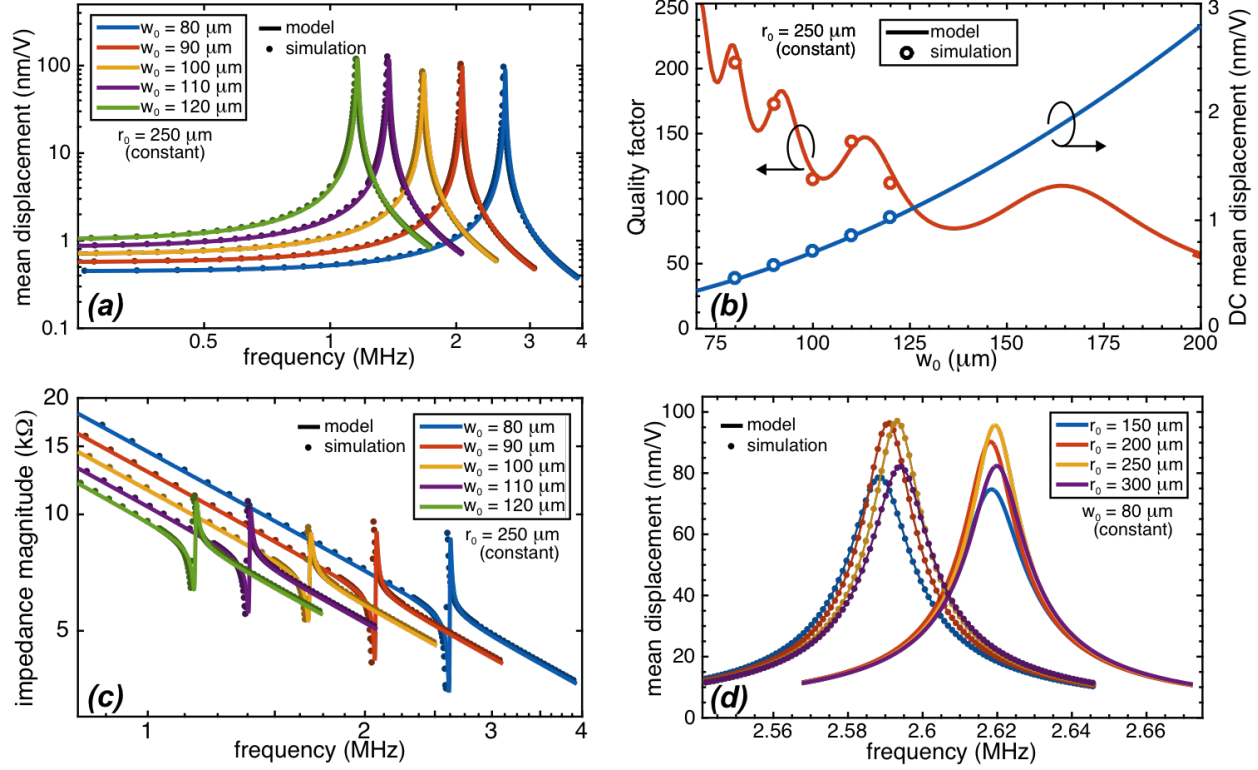 w₀ = 80 μm
w₀ = 90 μm
w₀ = 100 μm
w₀ = 110 μm
w₀ = 120 μm
r₀ = 250 μm
(constant)
model
simulation
100
10
1
0.1
mean displacement (nm/V)
0.5
1
2
3
4
frequency (MHz)
(a)
r₀ = 250 μm
(constant)
model
simulation
250
200
150
100
50
0
Quality factor
3
2
1
0
DC mean displacement (nm/V)
75
100
125
150
175
200
w₀ (μm)
(b)
model
simulation
w₀ = 80 μm
w₀ = 90 μm
w₀ = 100 μm
w₀ = 110 μm
w₀ = 120 μm
r₀ = 250 μm
(constant)
20
15
10
5
impedance magnitude (kΩ)
1
2
3
4
frequency (MHz)
(c)
model
simulation
r₀ = 150 μm
r₀ = 200 μm
r₀ = 250 μm
r₀ = 300 μm
w₀ = 80 μm
(constant)
100
80
60
40
20
0
mean displacement (nm/V)
2.56
2.58
2.6
2.62
2.64
2.66
frequency (MHz)
(d)